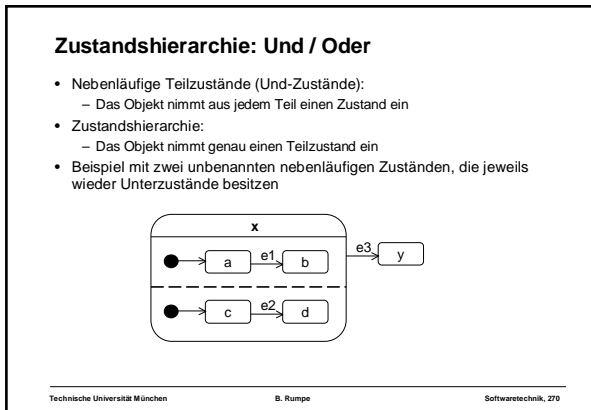 Zustandshierarchie: Und / Oder
• Nebenläufige Teilzustände (Und-Zustände):
– Das Objekt nimmt aus jedem Teil einen Zustand ein
• Zustandshierarchie:
– Das Objekt nimmt genau einen Teilzustand ein
• Beispiel mit zwei unbenannten nebenläufigen Zuständen, die jeweils
wieder Unterzustände besitzen
x
a e1 b
e3 y
c e2 d
Technische Universität München B. Rumpe Softwaretechnik, 270